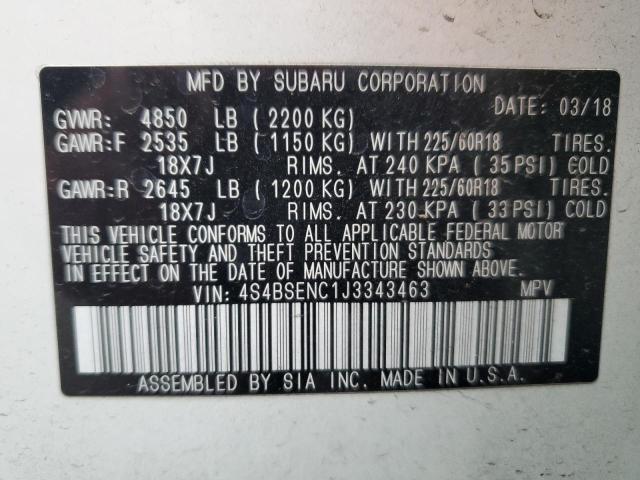 MFD BY SUBARU CORPORATION
DATE: 03/18
GVWR: 4850 LB (2200 KG)
GAWR:F 2535 LB (1150 KG) WITH 225/60R18 TIRES.
18X7J RIMS. AT 240 KPA (35 PSI) COLD
GAWR:R 2645 LB (1200 KG) WITH 225/60R18 TIRES.
18X7J RIMS. AT 230 KPA (33 PSI) COLD
THIS VEHICLE CONFORMS TO ALL APPLICABLE FEDERAL MOTOR
VEHICLE SAFETY AND THEFT PREVENTION STANDARDS
IN EFFECT ON THE DATE OF MANUFACTURE SHOWN ABOVE.
VIN: 4S4BSENC1J3343463 MPV
ASSEMBLED BY SIA INC. MADE IN U.S.A.